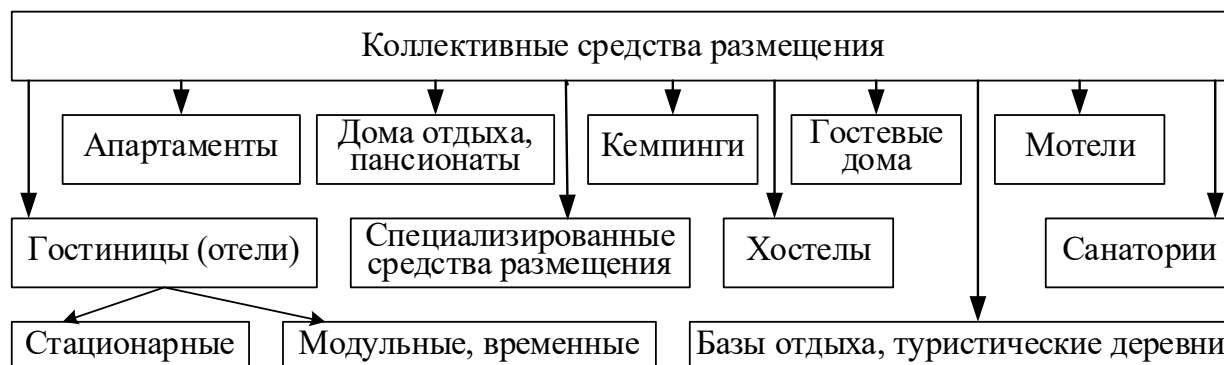 Коллективные средства размещения
Апартаменты
Дома отдыха,
пансионаты
Кемпинги
Гостевые
дома
Мотели
Гостиницы (отели)
Специализированные
средства размещения
Хостелы
Санатории
Стационарные
Модульные, временные
Базы отдыха, туристические деревни